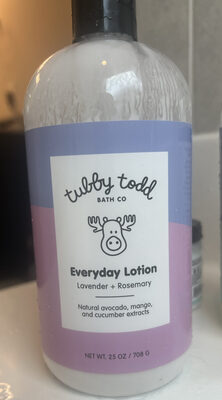 tubby todd
BATH CO
Everyday Lotion
Lavender + Rosemary
Natural avocado, mango,
and cucumber extracts
NET WT. 25 OZ / 708 G